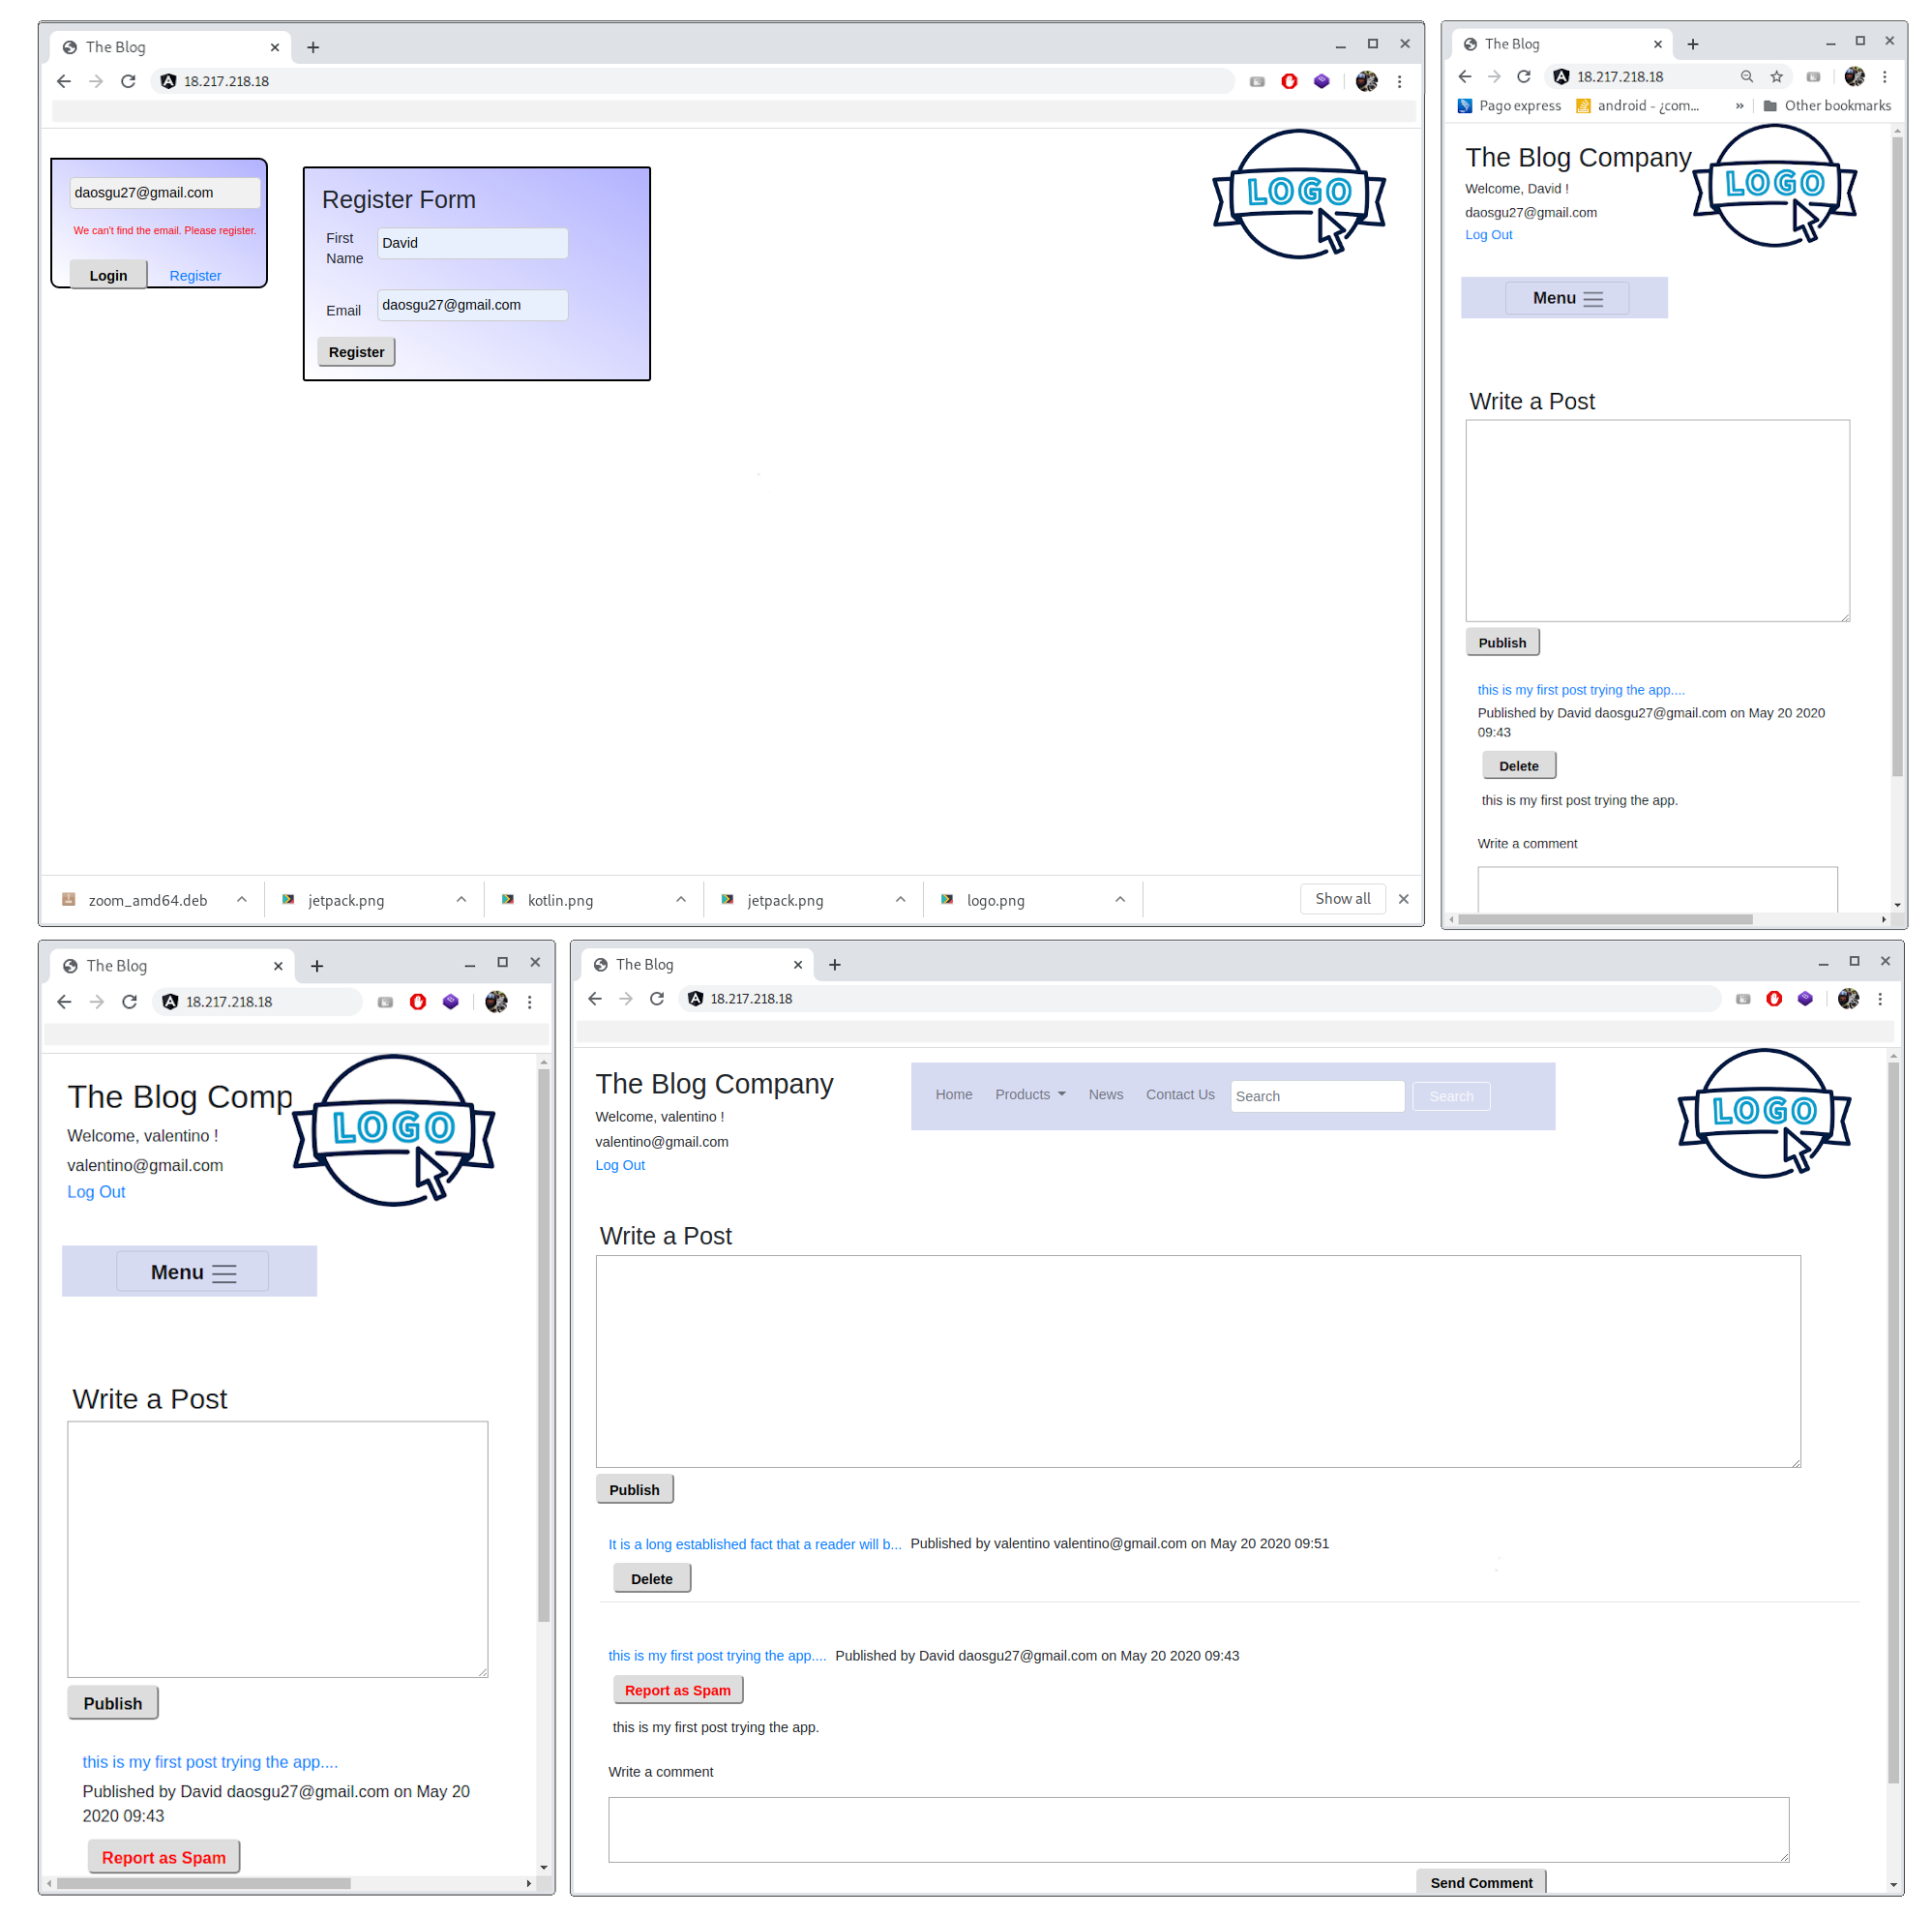 The Blog
18.217.218.18
daosgu27@gmail.com
We can't find the email. Please register.
Login Register
Register Form
First Name David
Email daosgu27@gmail.com
Register
LOGO
zoom_amd64.deb jetpack.png kotlin.png jetpack.png logo.png Show all
The Blog
18.217.218.18
Pago express android - ¿com... » Other bookmarks
The Blog Company
Welcome, David !
daosgu27@gmail.com
Log Out
LOGO
Menu
Write a Post
Publish
this is my first post trying the app....
Published by David daosgu27@gmail.com on May 20 2020
09:43
Delete
this is my first post trying the app.
Write a comment
The Blog
18.217.218.18
The Blog Comp
Welcome, valentino !
valentino@gmail.com
Log Out
LOGO
Menu
Write a Post
Publish
this is my first post trying the app....
Published by David daosgu27@gmail.com on May 20
2020 09:43
Report as Spam
The Blog
18.217.218.18
The Blog Company
Welcome, valentino !
valentino@gmail.com
Log Out
Home Products News Contact Us Search Search
LOGO
Write a Post
Publish
It is a long established fact that a reader will b... Published by valentino valentino@gmail.com on May 20 2020 09:51
Delete
this is my first post trying the app.... Published by David daosgu27@gmail.com on May 20 2020 09:43
Report as Spam
this is my first post trying the app.
Write a comment
Send Comment